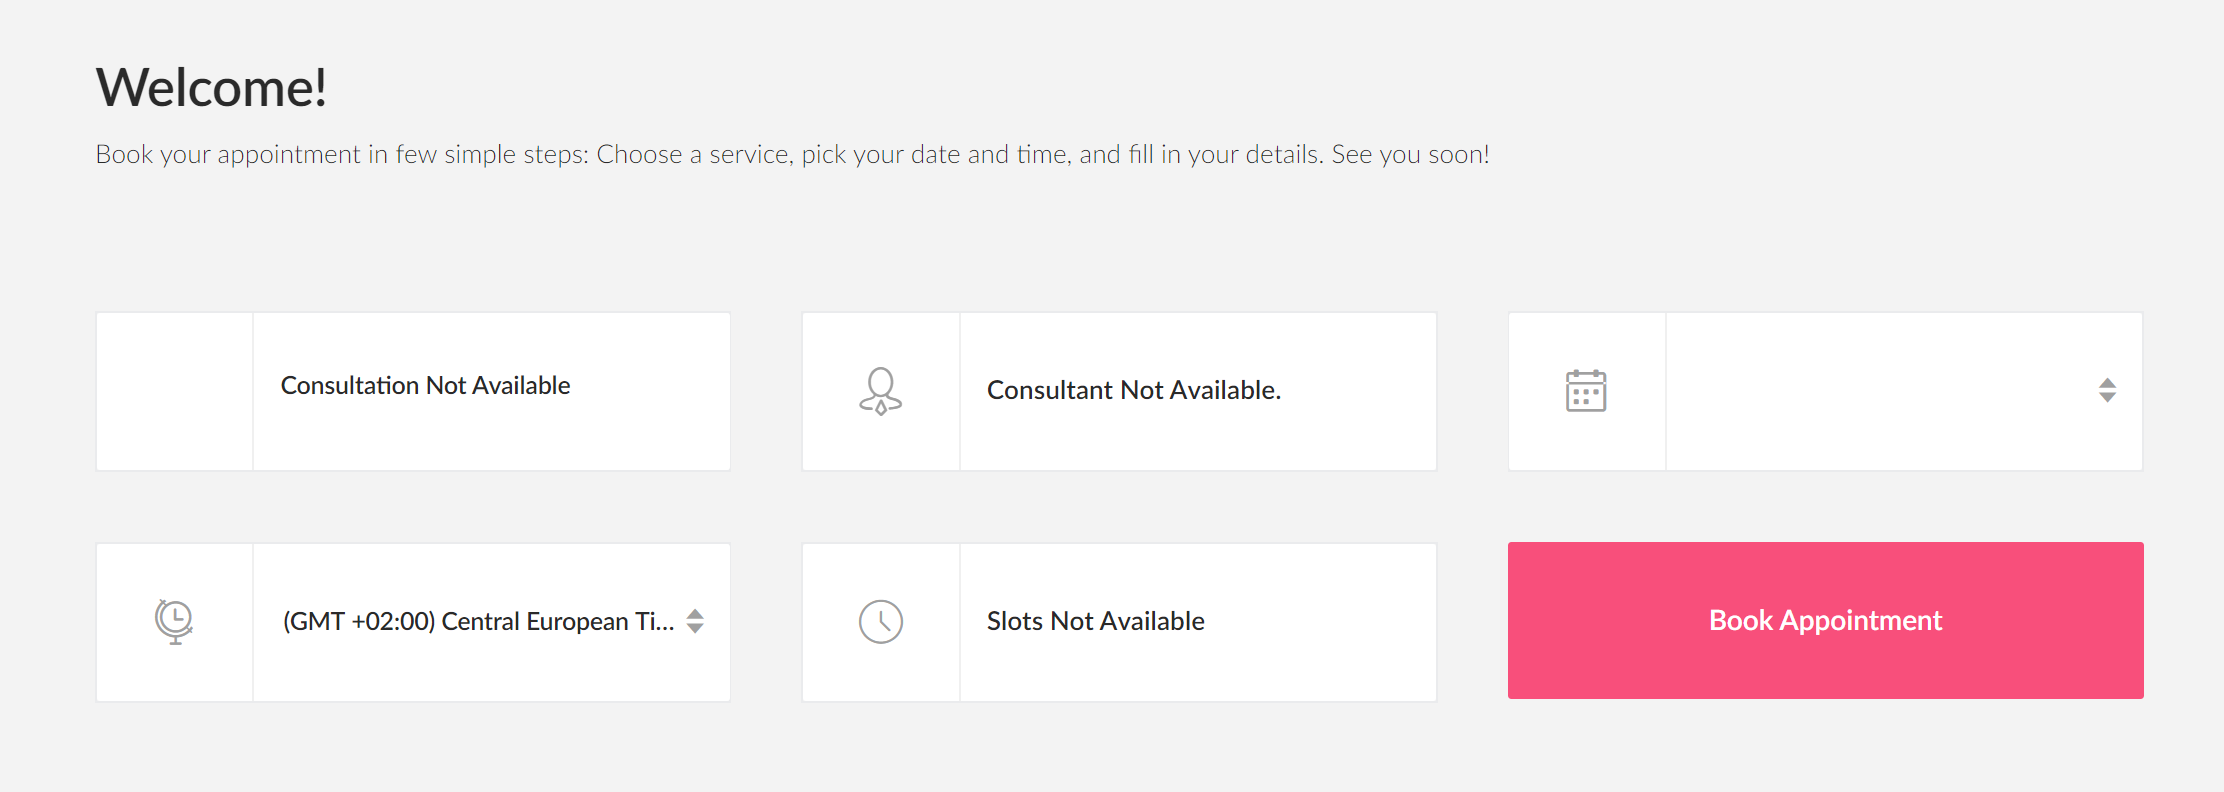 Welcome!
Book your appointment in few simple steps: Choose a service, pick your date and time, and fill in your details. See you soon!
Consultation Not Available
Consultant Not Available.
(GMT +02:00) Central European Ti...
Slots Not Available
Book Appointment